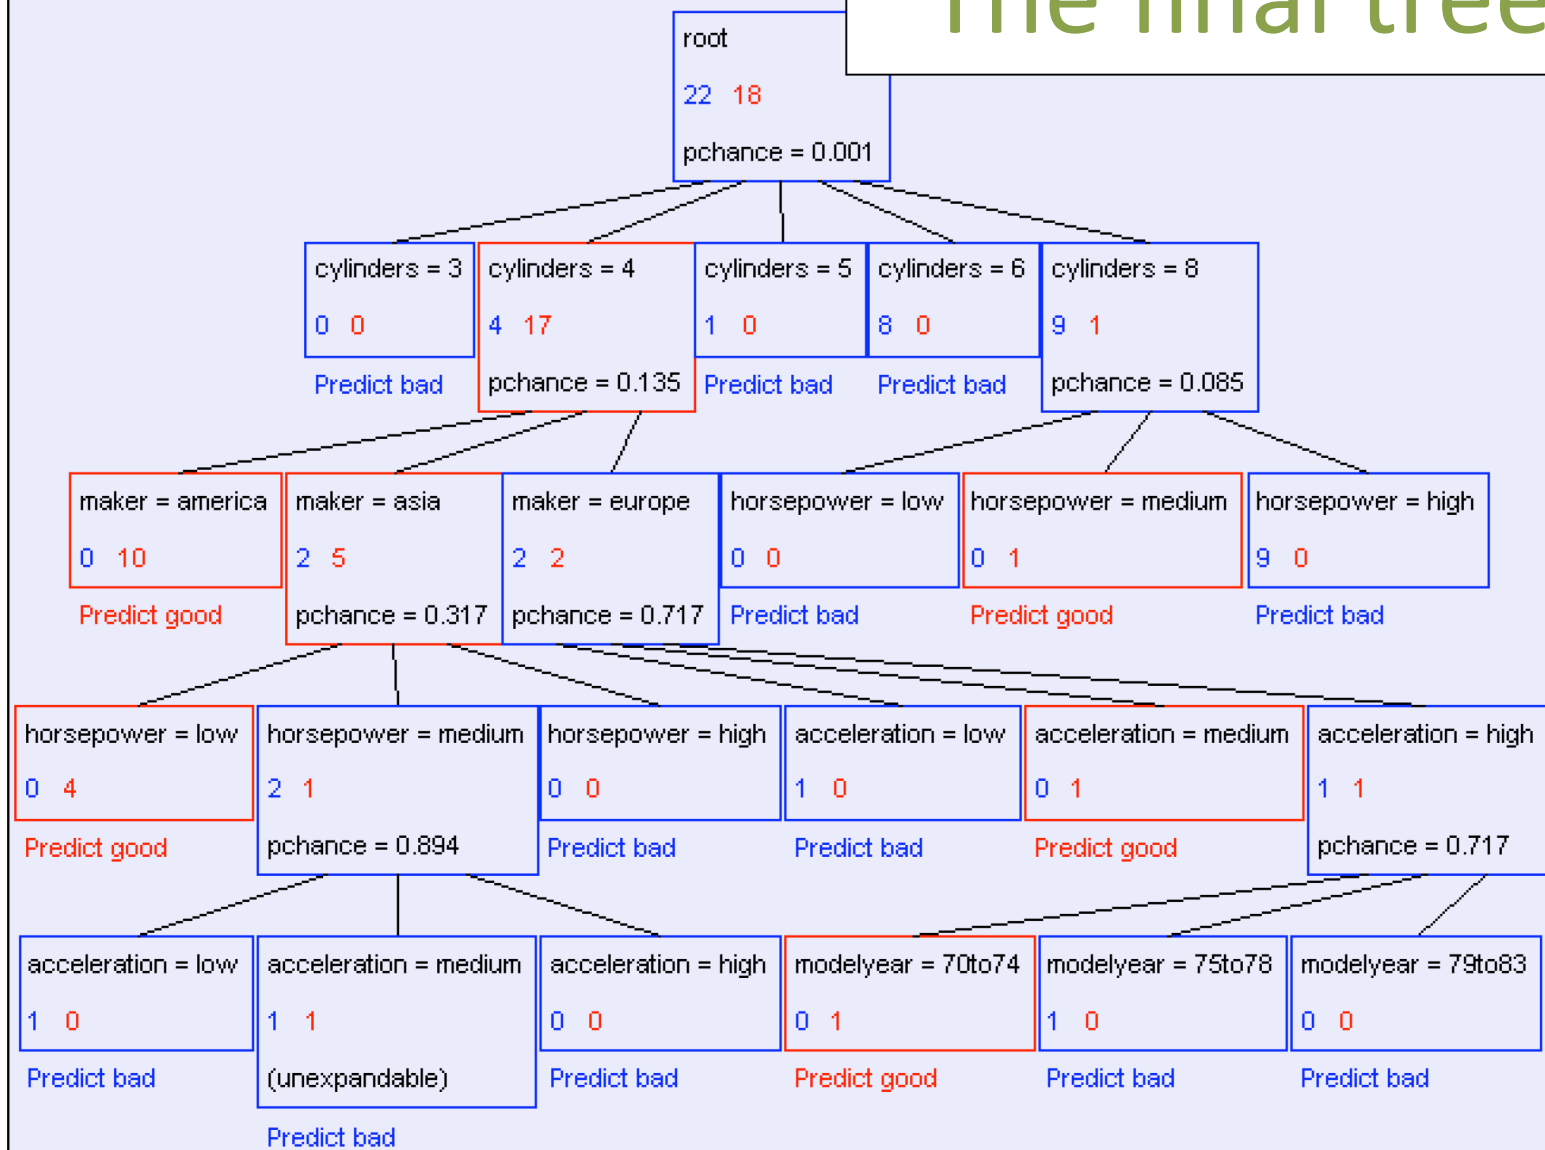 The final tree
root
22 18
pchance = 0.001
cylinders = 3
0 0
Predict bad
cylinders = 4
4 17
pchance = 0.135
cylinders = 5
1 0
Predict bad
cylinders = 6
8 0
Predict bad
cylinders = 8
9 1
pchance = 0.085
maker = america
0 10
Predict good
maker = asia
2 5
pchance = 0.317
maker = europe
2 2
pchance = 0.717
horsepower = low
0 0
Predict bad
horsepower = medium
0 1
Predict good
horsepower = high
9 0
Predict bad
horsepower = low
0 4
Predict good
horsepower = medium
2 1
pchance = 0.894
horsepower = high
0 0
Predict bad
acceleration = low
1 0
Predict bad
acceleration = medium
0 1
Predict good
acceleration = high
1 1
pchance = 0.717
acceleration = low
1 0
Predict bad
acceleration = medium
1 1
(unexpandable)
Predict bad
acceleration = high
0 0
Predict bad
modelyear = 70to74
0 1
Predict good
modelyear = 75to78
1 0
Predict bad
modelyear = 79to83
0 0
Predict bad